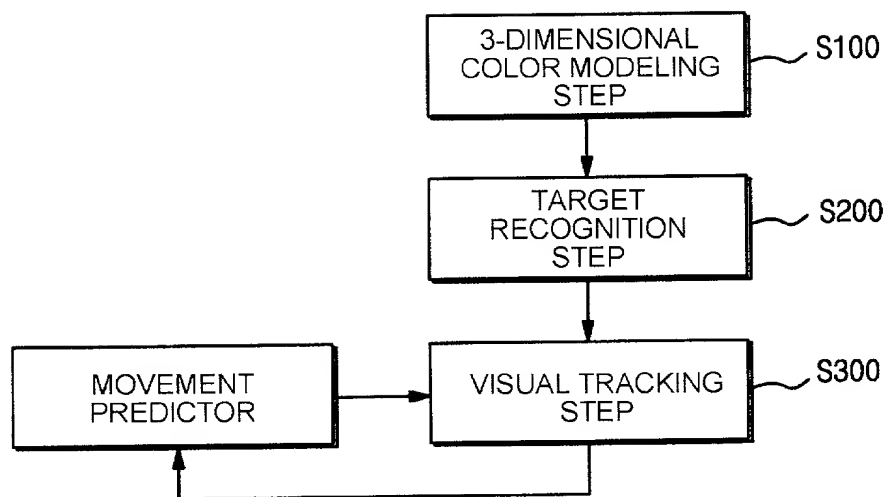 3-DIMENSIONAL
COLOR MODELING
STEP
S100
TARGET
RECOGNITION
STEP
S200
MOVEMENT
PREDICTOR
VISUAL TRACKING
STEP
S300